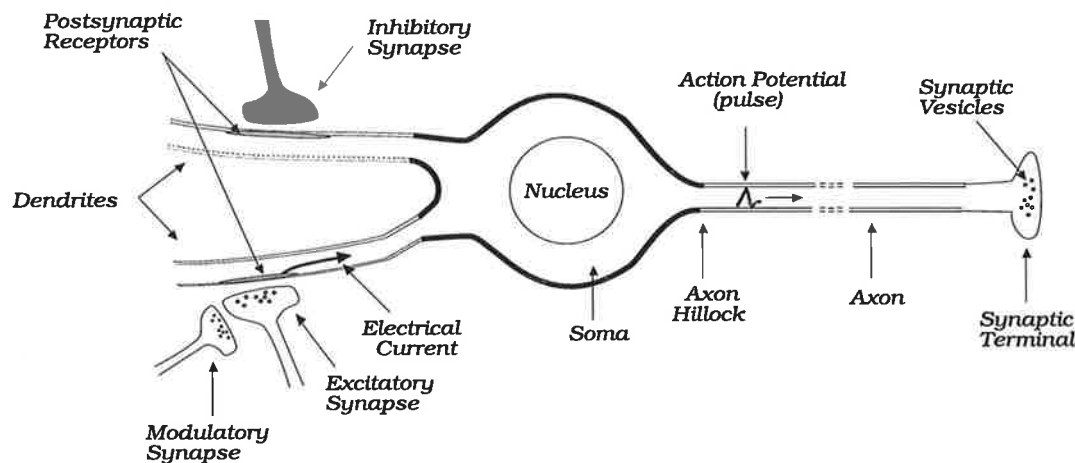 Postsynaptic
Receptors
Inhibitory
Synapse
Action Potential
(pulse)
Synaptic
Vesicles
Dendrites
Nucleus
Electrical
Current
Soma
Axon
Hillock
Axon
Synaptic
Terminal
Excitatory
Synapse
Modulatory
Synapse